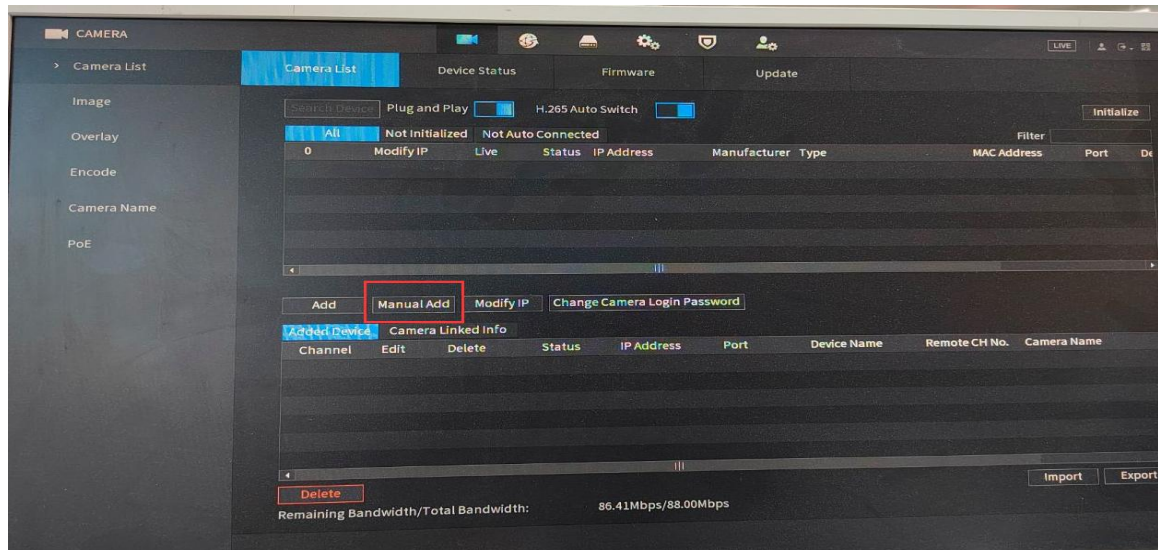 CAMERA
LIVE
> Camera List
Image
Overlay
Encode
Camera Name
PoE
Camera List Device Status Firmware Update
Search Device Plug and Play H.265 Auto Switch Initialize
All Not Initialized Not Auto Connected Filter
0 Modify IP Live Status IP Address Manufacturer Type MAC Address Port De
Add Manual Add Modify IP Change Camera Login Password
Added Device Camera Linked Info
Channel Edit Delete Status IP Address Port Device Name Remote CH No. Camera Name
Import Export
Delete
Remaining Bandwidth/Total Bandwidth: 86.41Mbps/88.00Mbps